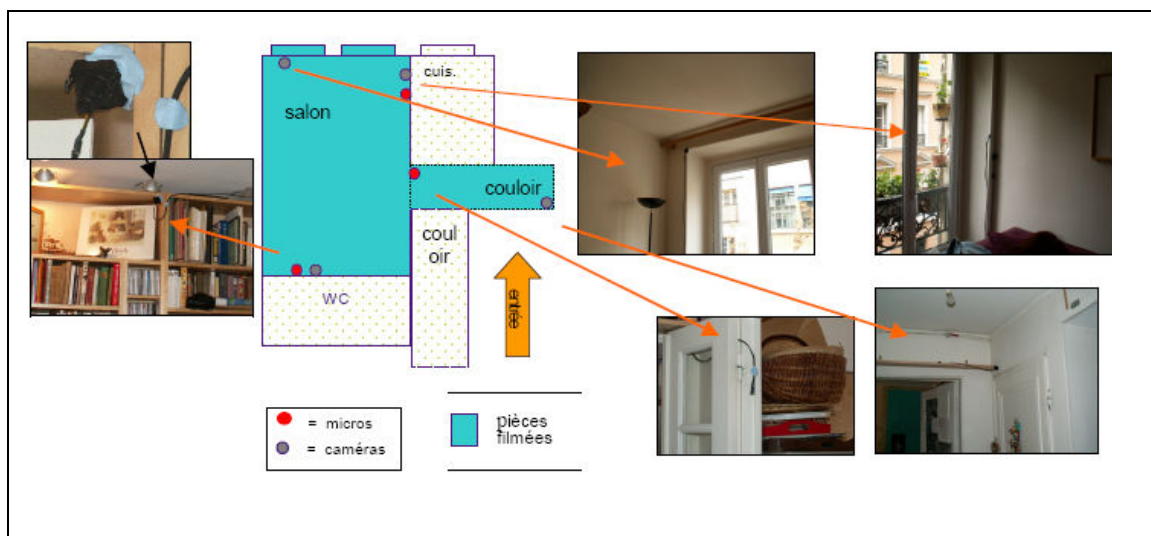 cuis.
salon
couloir
coul
oir
WC
entrée
= micros
= caméras
pièces
filmées